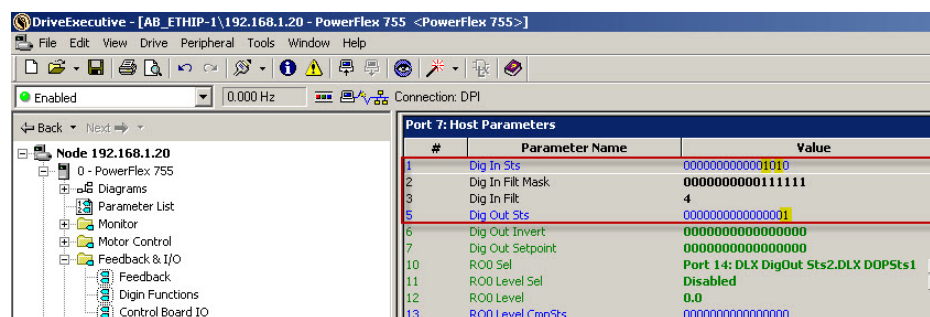 DriveExecutive - [AB_ETHIP-1\192.168.1.20 - PowerFlex 755 <PowerFlex 755>]
File Edit View Drive Peripheral Tools Window Help
Enabled 0.000 Hz Connection: DPI
Back Next
Port 7: Host Parameters
# Parameter Name Value
Node 192.168.1.20
0 - PowerFlex 755
Diagrams
Parameter List
Monitor
Motor Control
Feedback & I/O
Feedback
Digin Functions
Control Board IO
1 Dig In Sts 0000000000001010
2 Dig In Filt Mask 0000000000111111
3 Dig In Filt 4
5 Dig Out Sts 0000000000000001
6 Dig Out Invert 0000000000000000
7 Dig Out Setpoint 0000000000000000
10 RO0 Sel Port 14: DLX DigOut Sts2.DLX DOPSts1
11 RO0 Level Sel Disabled
12 RO0 Level 0.0
13 RO0 Level CmpSts 0000000000000000